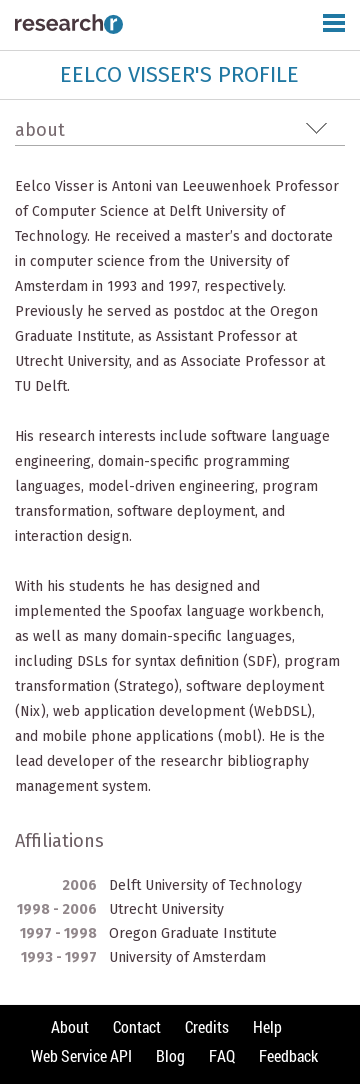 researchr
EELCO VISSER'S PROFILE
about
Eelco Visser is Antoni van Leeuwenhoek Professor
of Computer Science at Delft University of
Technology. He received a master’s and doctorate
in computer science from the University of
Amsterdam in 1993 and 1997, respectively.
Previously he served as postdoc at the Oregon
Graduate Institute, as Assistant Professor at
Utrecht University, and as Associate Professor at
TU Delft.
His research interests include software language
engineering, domain-specific programming
languages, model-driven engineering, program
transformation, software deployment, and
interaction design.
With his students he has designed and
implemented the Spoofax language workbench,
as well as many domain-specific languages,
including DSLs for syntax definition (SDF), program
transformation (Stratego), software deployment
(Nix), web application development (WebDSL),
and mobile phone applications (mobl). He is the
lead developer of the researchr bibliography
management system.
Affiliations
2006 Delft University of Technology
1998 - 2006 Utrecht University
1997 - 1998 Oregon Graduate Institute
1993 - 1997 University of Amsterdam
About Contact Credits Help
Web Service API Blog FAQ Feedback